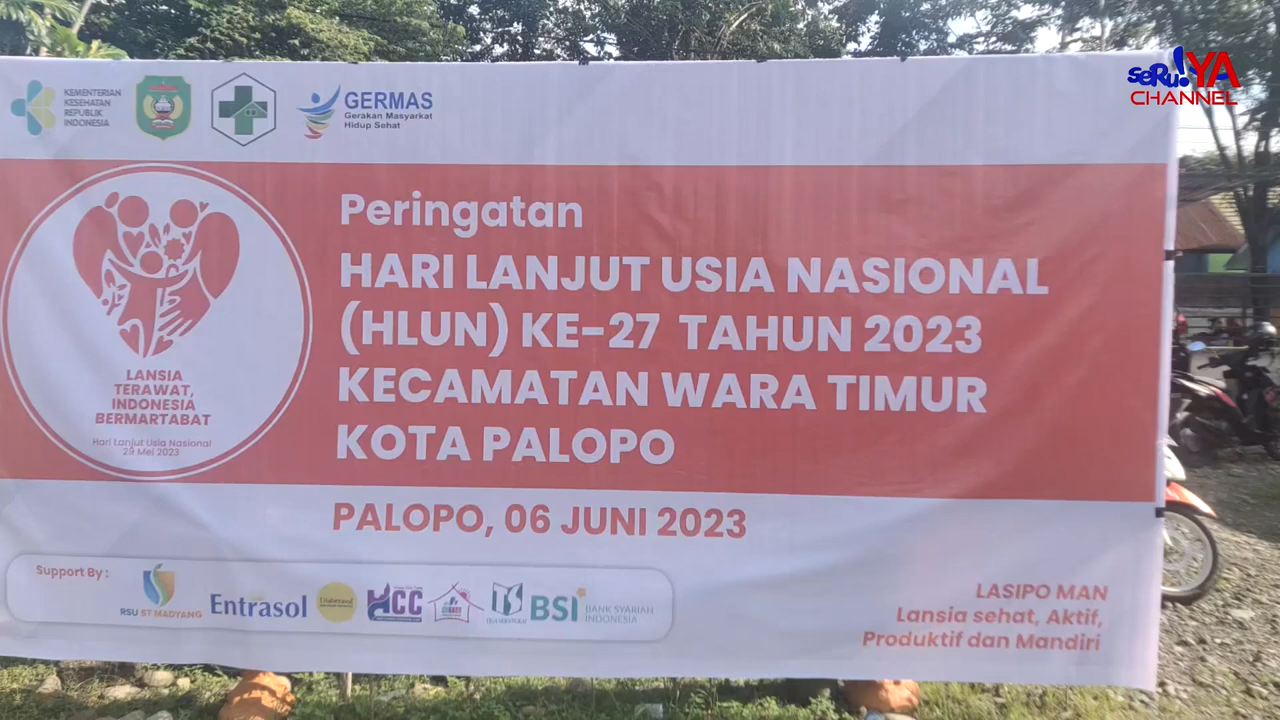 seRu!YA
CHANNEL
KEMENTERIAN
KESEHATAN
REPUBLIK
INDONESIA
GERMAS
Gerakan Masyarkat
Hidup Sehat
Peringatan
HARI LANJUT USIA NASIONAL
(HLUN) KE-27 TAHUN 2023
KECAMATAN WARA TIMUR
KOTA PALOPO
LANSIA
TERAWAT,
INDONESIA
BERMARTABAT
Hari Lanjut Usia Nasional
29 Mei 2023
PALOPO, 06 JUNI 2023
Support By :
RSU ST MADYANG
Entrasol
HCC
BSI
BANK SYARIAH
INDONESIA
LASIPO MAN
Lansia sehat, Aktif,
Produktif dan Mandiri